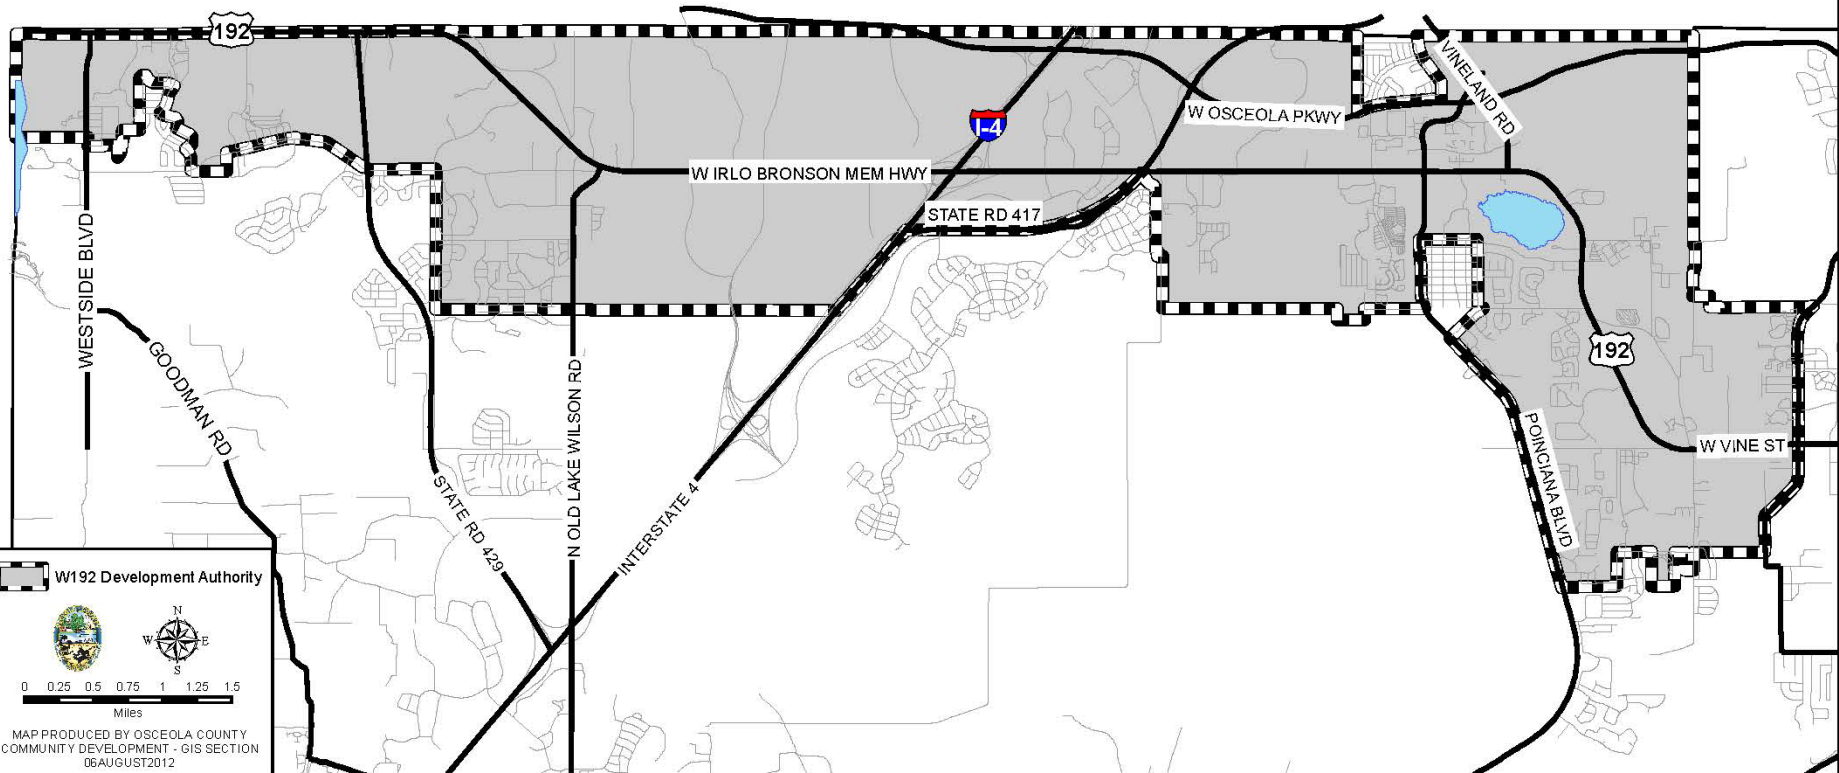 192
VINELAND RD
W OSCEOLA PKWY
I-4
W IRLO BRONSON MEM HWY
STATE RD 417
WESTSIDE BLVD
GOODMAN RD
192
N OLD LAKE WILSON RD
POINCIANA BLVD
W VINE ST
STATE RD 429
INTERSTATE 4
W192 Development Authority
N
W E
S
0 0.25 0.5 0.75 1 1.25 1.5
Miles
MAP PRODUCED BY OSCEOLA COUNTY
COMMUNITY DEVELOPMENT - GIS SECTION
06AUGUST2012